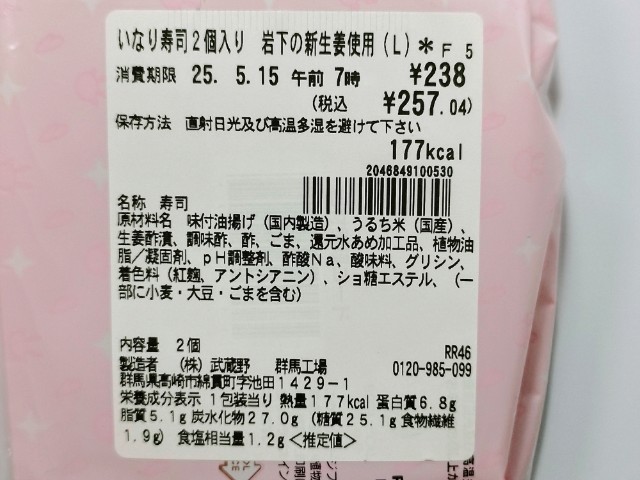 いなり寿司２個入り 岩下の新生姜使用（Ｌ）＊Ｆ ５
消費期限 25. 5.15 午前 7時 ¥238
(税込 ¥257.04)
保存方法 直射日光及び高温多湿を避けて下さい
177kcal
2046849100530
名称 寿司
原材料名 味付油揚げ（国内製造）、うるち米（国産）、
生姜酢漬、調味酢、酢、ごま、還元水あめ加工品、植物油
脂／凝固剤、ｐＨ調整剤、酢酸Ｎａ、酸味料、グリシン、
着色料（紅麹、アントシアニン）、ショ糖エステル、（一
部に小麦・大豆・ごまを含む）
内容量 ２個
RR46
製造者 （株）武蔵野 群馬工場 0120-985-099
群馬県高崎市綿貫町字池田１４２９－１
栄養成分表示 １包装当り 熱量１７７kcal 蛋白質６.８g
脂質５.１g 炭水化物２７.０g （糖質２５.１g 食物繊維
１.９g） 食塩相当量１.２g＜推定値＞